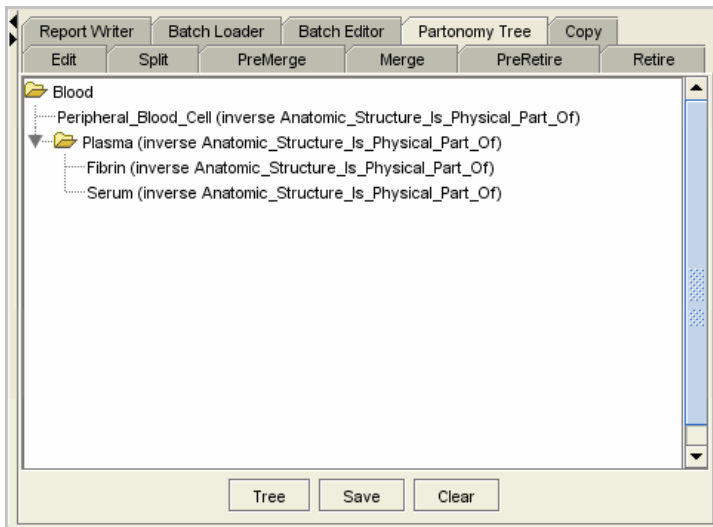 Report Writer Batch Loader Batch Editor Partonomy Tree Copy
Edit Split PreMerge Merge PreRetire Retire
Blood
Peripheral_Blood_Cell (inverse Anatomic_Structure_Is_Physical_Part_Of)
Plasma (inverse Anatomic_Structure_Is_Physical_Part_Of)
Fibrin (inverse Anatomic_Structure_Is_Physical_Part_Of)
Serum (inverse Anatomic_Structure_Is_Physical_Part_Of)
Tree Save Clear